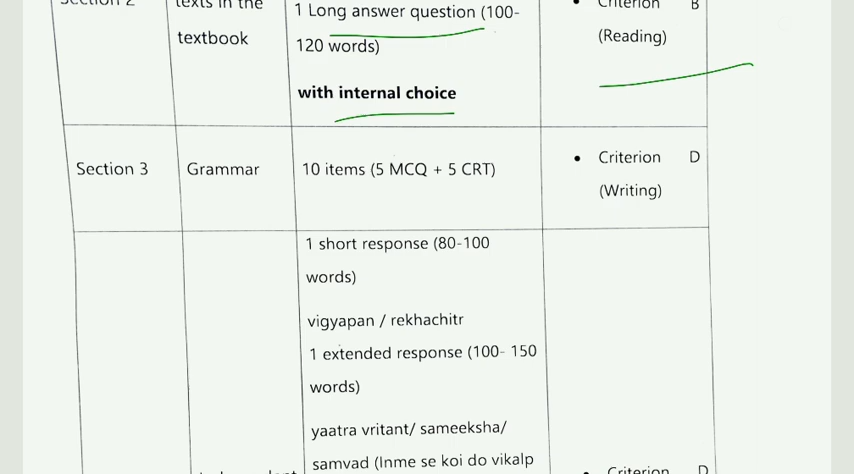 Section 2
texts in the
textbook
1 Long answer question (100-
120 words)
with internal choice
• Criterion B
(Reading)
Section 3
Grammar
10 items (5 MCQ + 5 CRT)
• Criterion D
(Writing)
1 short response (80-100
words)
vigyapan / rekhachitr
1 extended response (100- 150
words)
yaatra vritant/ sameeksha/
samvad (Inme se koi do vikalp
• Criterion D